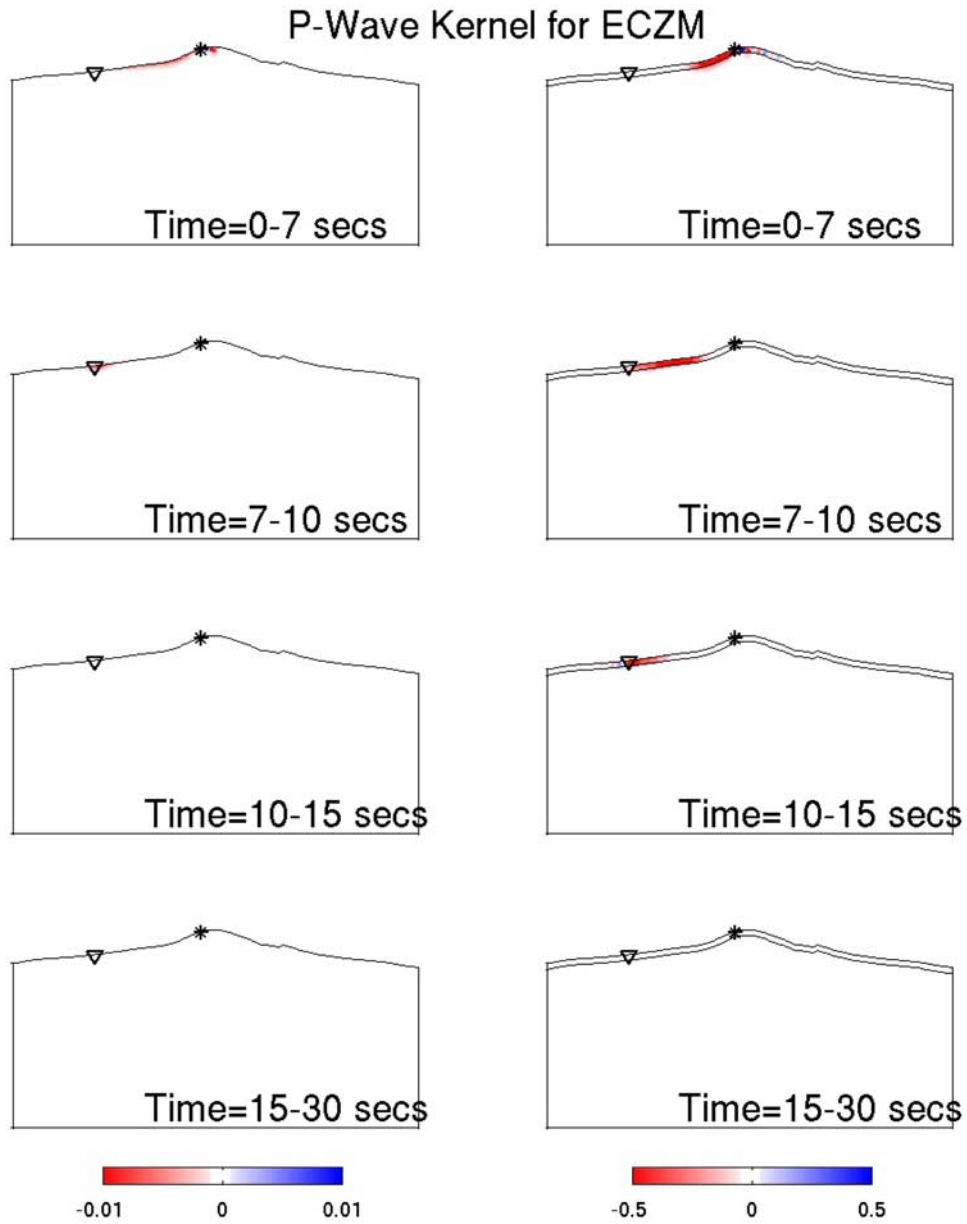 P-Wave Kernel for ECZM
Time=0-7 secs
Time=0-7 secs
Time=7-10 secs
Time=7-10 secs
Time=10-15 secs
Time=10-15 secs
Time=15-30 secs
Time=15-30 secs
-0.01 0 0.01
-0.5 0 0.5